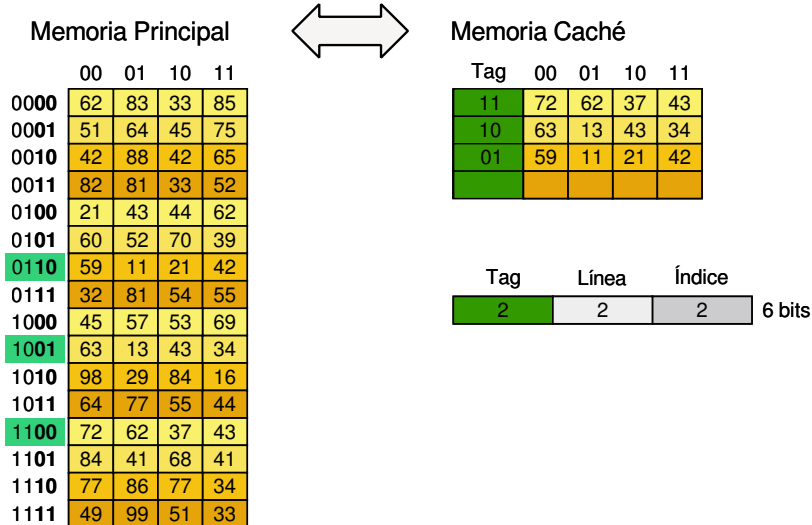 Memoria Principal
00 01 10 11
0000 62 83 33 85
0001 51 64 45 75
0010 42 88 42 65
0011 82 81 33 52
0100 21 43 44 62
0101 60 52 70 39
0110 59 11 21 42
0111 32 81 54 55
1000 45 57 53 69
1001 63 13 43 34
1010 98 29 84 16
1011 64 77 55 44
1100 72 62 37 43
1101 84 41 68 41
1110 77 86 77 34
1111 49 99 51 33
Memoria Caché
Tag 00 01 10 11
11 72 62 37 43
10 63 13 43 34
01 59 11 21 42
Tag Línea Índice
2 2 2 6 bits